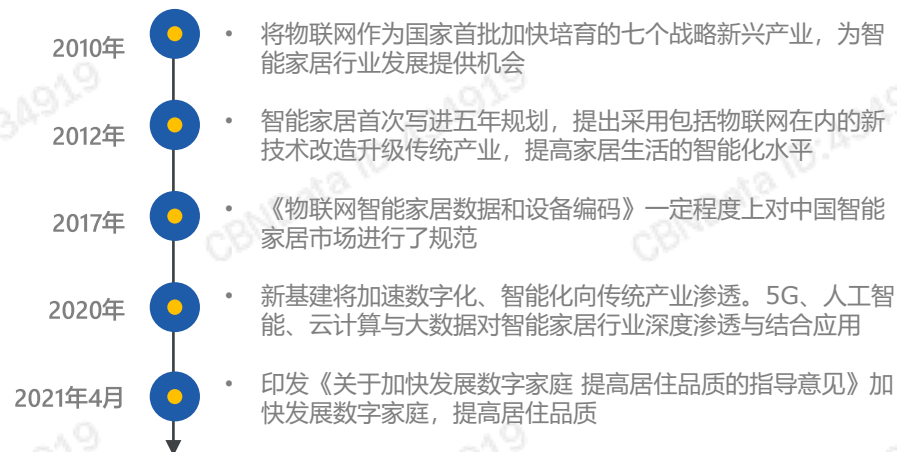 2010年
• 将物联网作为国家首批加快培育的七个战略新兴产业，为智
能家居行业发展提供机会
2012年
• 智能家居首次写进五年规划，提出采用包括物联网在内的新
技术改造升级传统产业，提高家居生活的智能化水平
2017年
• 《物联网智能家居数据和设备编码》一定程度上对中国智能
家居市场进行了规范
2020年
• 新基建将加速数字化、智能化向传统产业渗透。5G、人工智
能、云计算与大数据对智能家居行业深度渗透与结合应用
2021年4月
• 印发《关于加快发展数字家庭 提高居住品质的指导意见》加
快发展数字家庭，提高居住品质
34919
CBNData ID:434919
CBNData ID:4349